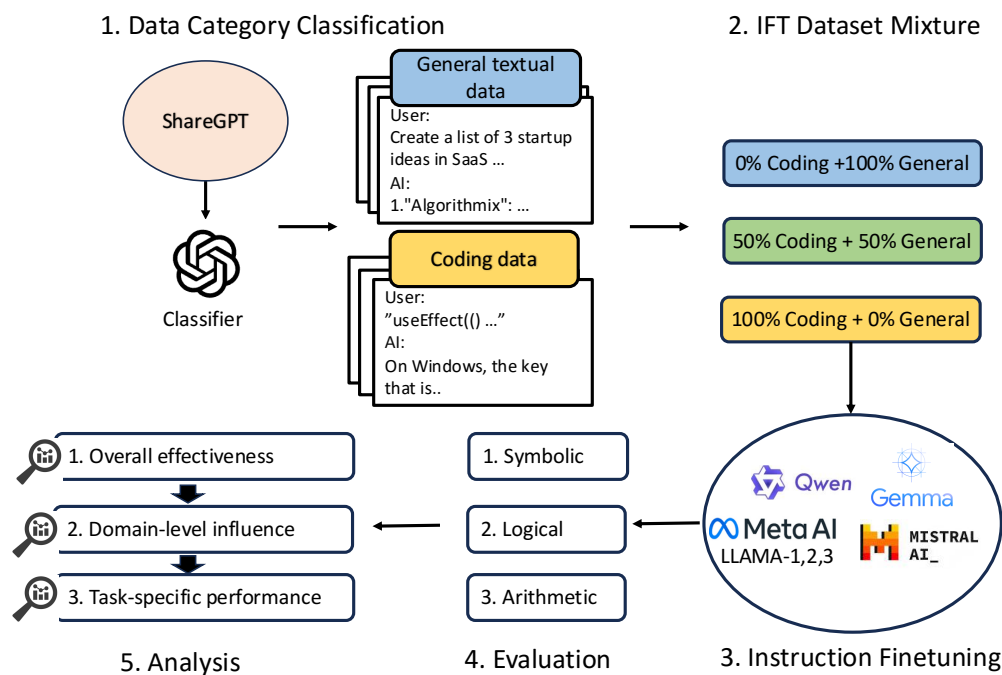 1. Data Category Classification
2. IFT Dataset Mixture
ShareGPT
Classifier
General textual
data
User:
Create a list of 3 startup
ideas in SaaS ...
AI:
1."Algorithmix": ...
Coding data
User:
”useEffect(() ...”
AI:
On Windows, the key
that is..
0% Coding +100% General
50% Coding + 50% General
100% Coding + 0% General
Qwen
Gemma
Meta AI
LLAMA-1,2,3
MISTRAL
AI_
3. Instruction Finetuning
1. Symbolic
2. Logical
3. Arithmetic
4. Evaluation
1. Overall effectiveness
2. Domain-level influence
3. Task-specific performance
5. Analysis